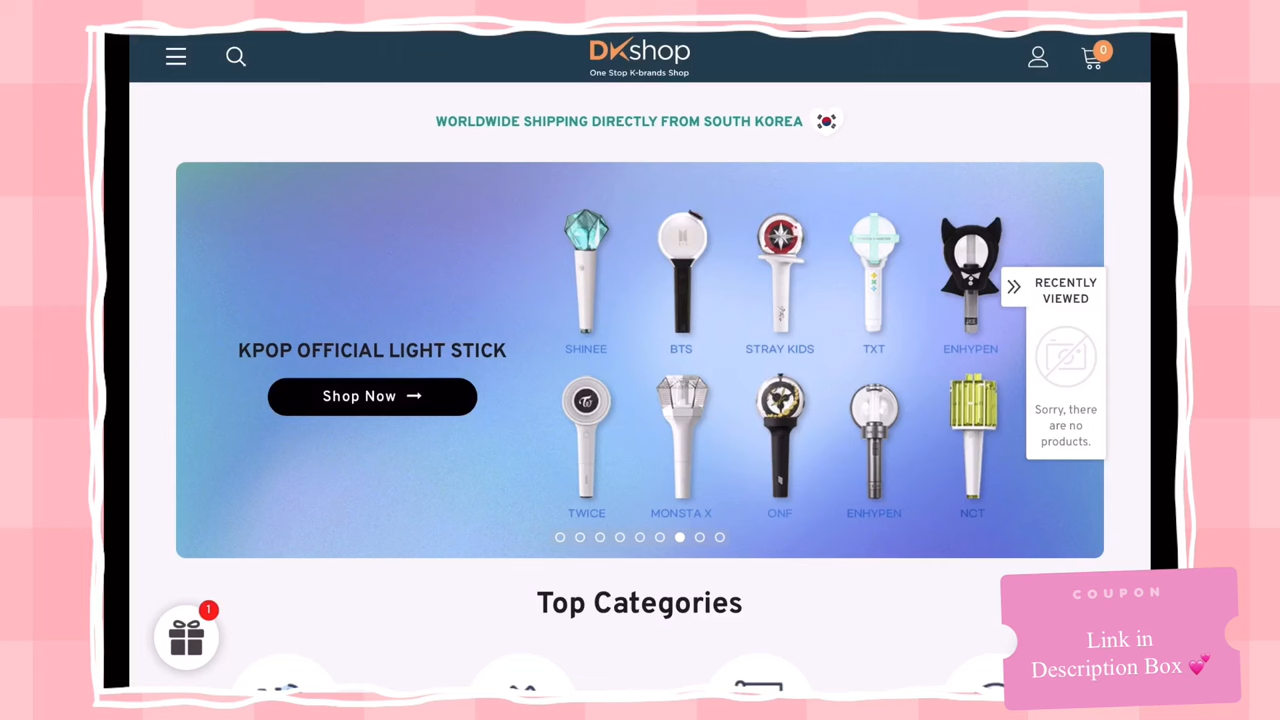 DKshop
One Stop K-brands Shop
0
WORLDWIDE SHIPPING DIRECTLY FROM SOUTH KOREA
KPOP OFFICIAL LIGHT STICK
Shop Now →
SHINEE BTS STRAY KIDS TXT ENHYPEN
TWICE MONSTA X ONF ENHYPEN NCT
RECENTLY
VIEWED
Sorry, there
are no
products.
Top Categories
1
COUPON
Link in
Description Box 💕